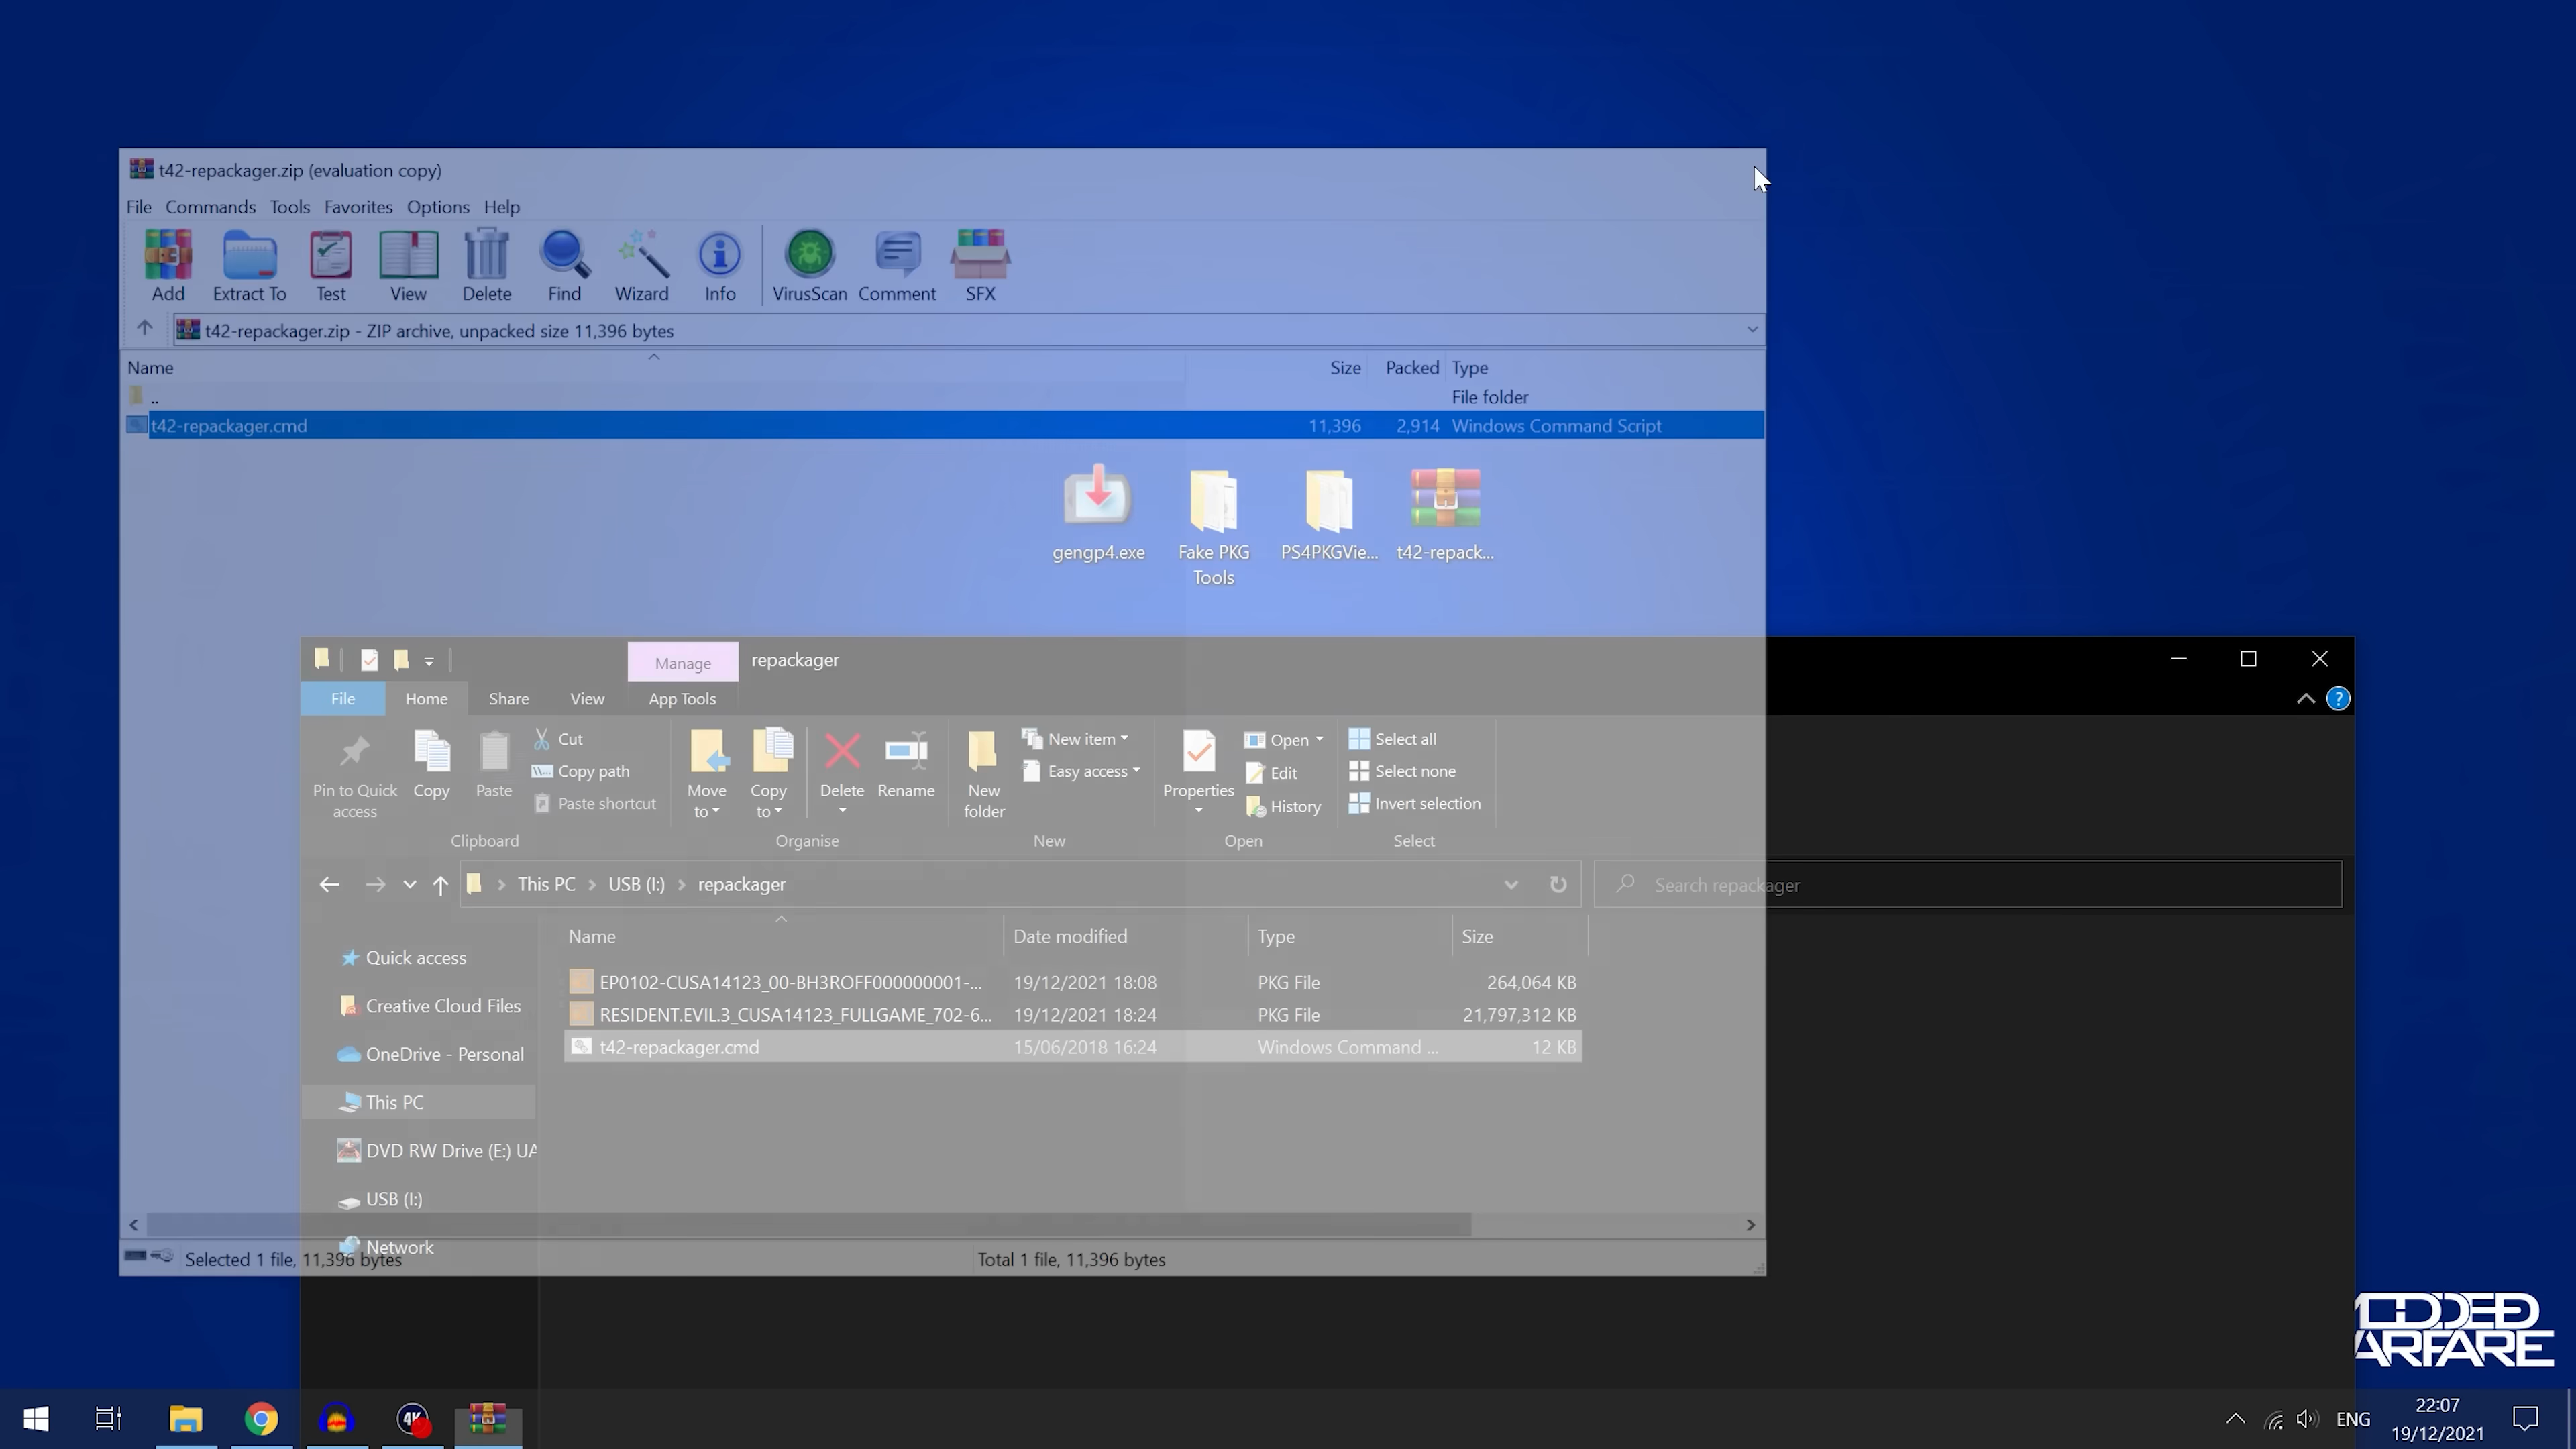 t42-repackager.zip (evaluation copy)
File Commands Tools Favorites Options Help
Add Extract To Test View Delete Find Wizard Info VirusScan Comment SFX
t42-repackager.zip - ZIP archive, unpacked size 11,396 bytes
Name Size Packed Type
.. File folder
t42-repackager.cmd 11,396 2,914 Windows Command Script
gengp4.exe Fake PKG Tools PS4PKGVie... t42-repack...
Manage repackager
File Home Share View App Tools
Pin to Quick access Copy Paste Cut Copy path Paste shortcut Move to Copy to Delete Rename New folder New item Easy access Properties Open Edit History Select all Select none Invert selection
Clipboard Organise New Open Select
This PC USB (I:) repackager Search repackager
Name Date modified Type Size
EP0102-CUSA14123_00-BH3ROFF000000001-... 19/12/2021 18:08 PKG File 264,064 KB
RESIDENT.EVIL.3_CUSA14123_FULLGAME_702-6... 19/12/2021 18:24 PKG File 21,797,312 KB
t42-repackager.cmd 15/06/2018 16:24 Windows Command ... 12 KB
Quick access
Creative Cloud Files
OneDrive - Personal
This PC
DVD RW Drive (E:) UA
USB (I:)
Network
Selected 1 file, 11,396 bytes Total 1 file, 11,396 bytes
4K
ENG
22:07
19/12/2021